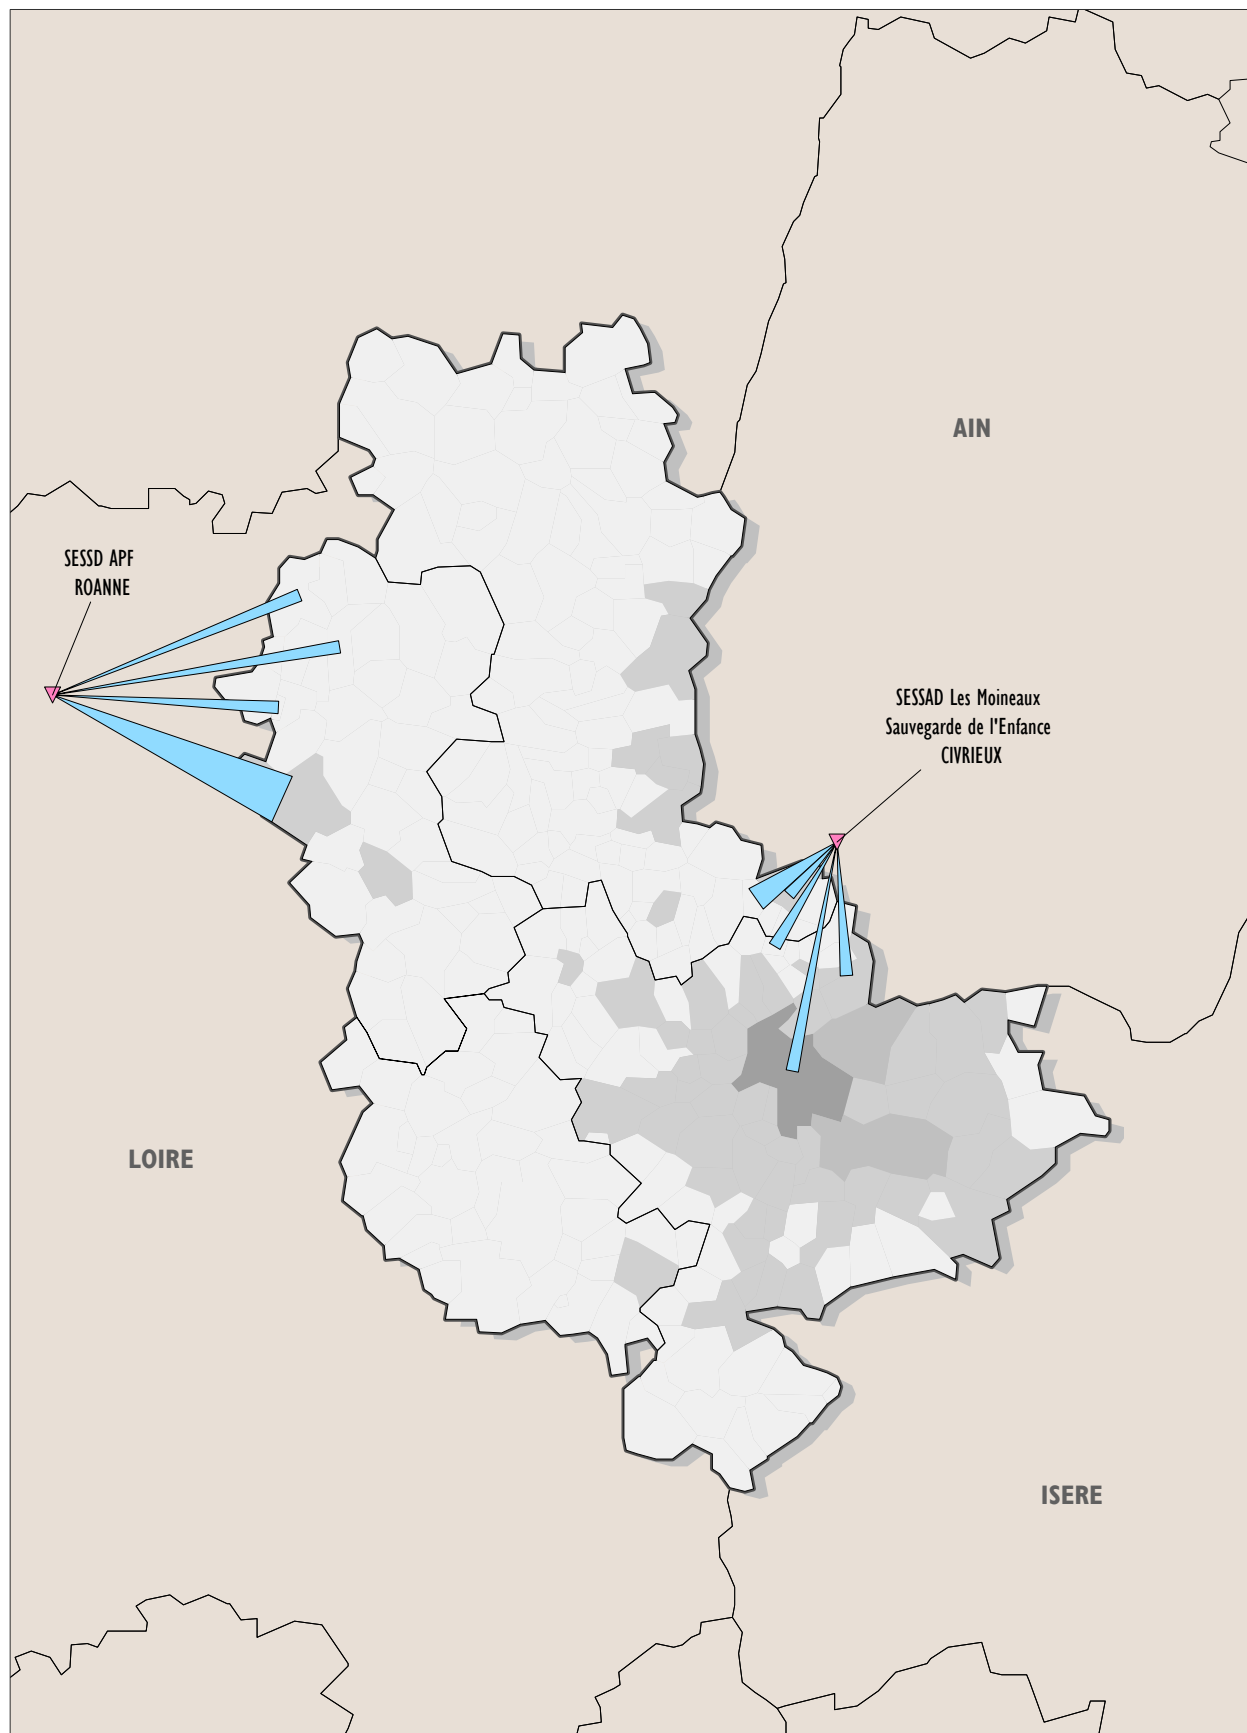 AIN
SESSD APF
ROANNE
SESSAD Les Moineaux
Sauvegarde de l'Enfance
CIVRIEUX
LOIRE
ISERE